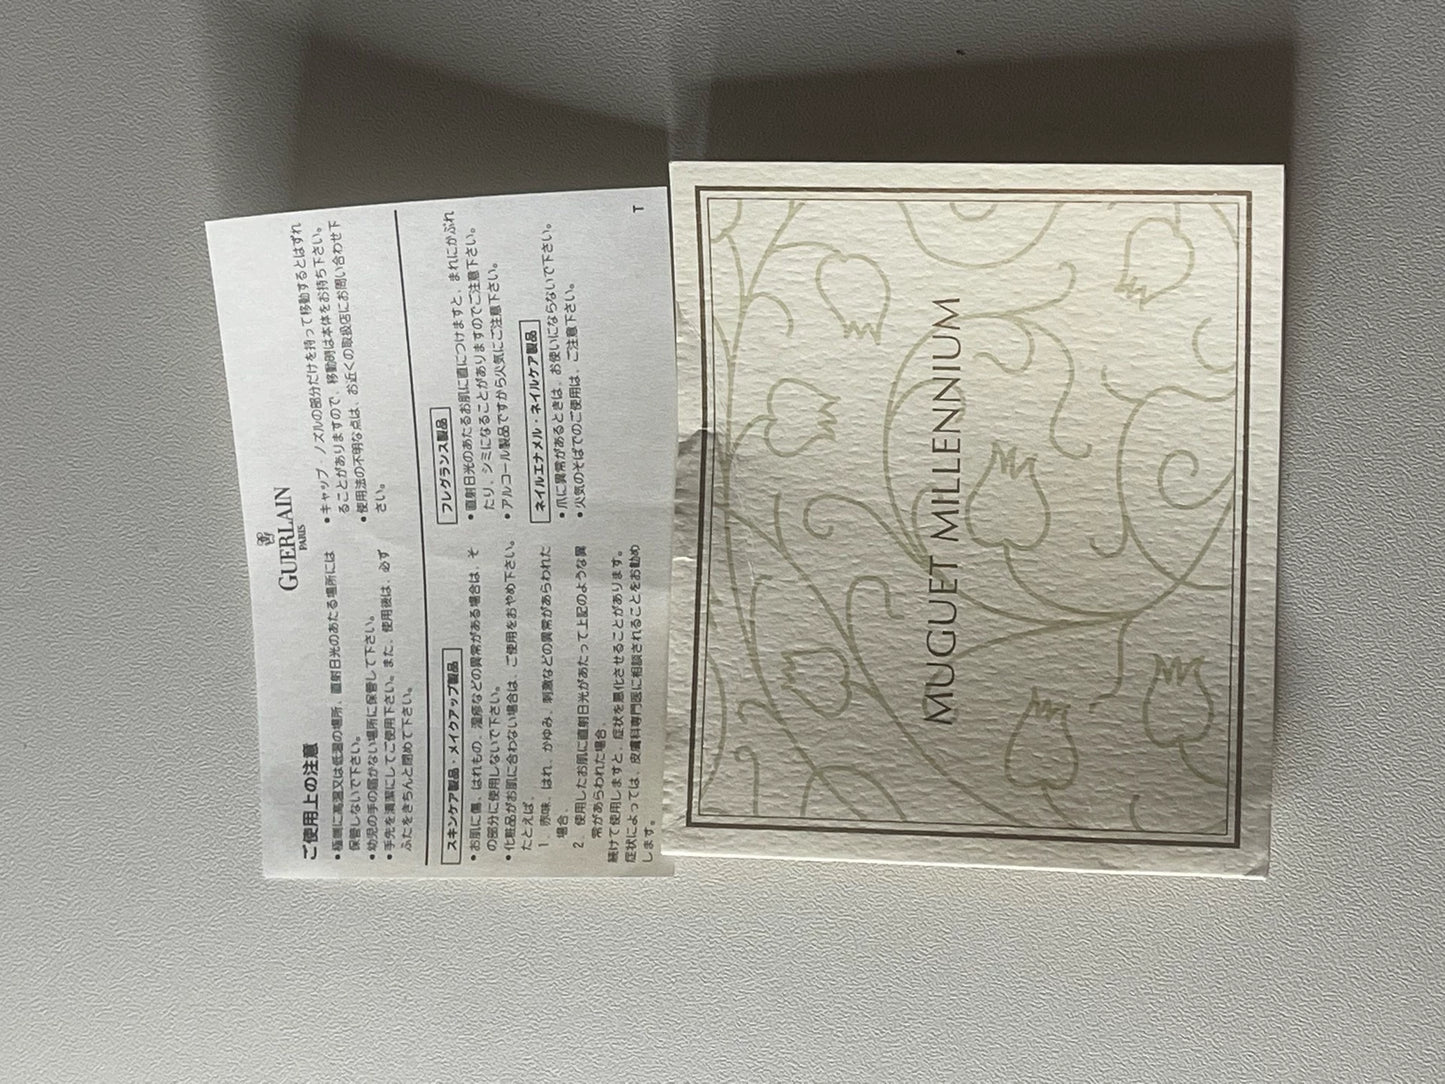 GUERLAIN
PARIS
ご使用上の注意
•極端に高温又は低温の場所、直射日光のあたる場所には
保管しないで下さい。
•幼児の手の届かない場所に保管して下さい。
•手先を清潔にしてご使用下さい。また、使用後は、必ず
ふたをきちんと閉めて下さい。
•キャップ、ノズルの部分だけを持って移動するとはずれ
ることがありますので、移動時は本体をお持ち下さい。
•使用法の不明な点は、お近くの取扱店にお問い合わせ下
さい。
スキンケア製品・メイクアップ製品
•お肌に傷、はれもの、湿疹などの異常がある場合は、そ
の部分に使用しないで下さい。
•化粧品がお肌に合わない場合は、ご使用をおやめ下さい。
たとえば、
1．赤味、はれ、かゆみ、刺激などの異常があらわれた
場合。
2．使用したお肌に直射日光があたって上記のような異
常があらわれた場合。
続けて使用しますと、症状を悪化させることがあります。
症状によっては、皮膚科専門医に相談されることをお勧め
します。
フレグランス製品
•直射日光のあたるお肌に直につけますと、まれにかぶれ
たり、シミになることがありますのでご注意下さい。
•アルコール製品ですから火気にご注意下さい。
ネイルエナメル・ネイルケア製品
•爪に異常があるときは、お使いにならないで下さい。
•火気のそばでのご使用は、ご注意下さい。
T
MUGUET MILLENNIUM